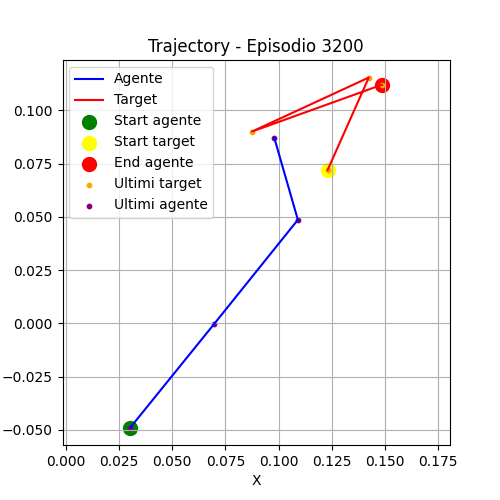 Trajectory - Episodio 3200
Agente
Target
Start agente
Start target
End agente
Ultimi target
Ultimi agente
0.100
0.075
0.050
0.025
0.000
−0.025
−0.050
0.000 0.025 0.050 0.075 0.100 0.125 0.150 0.175
X